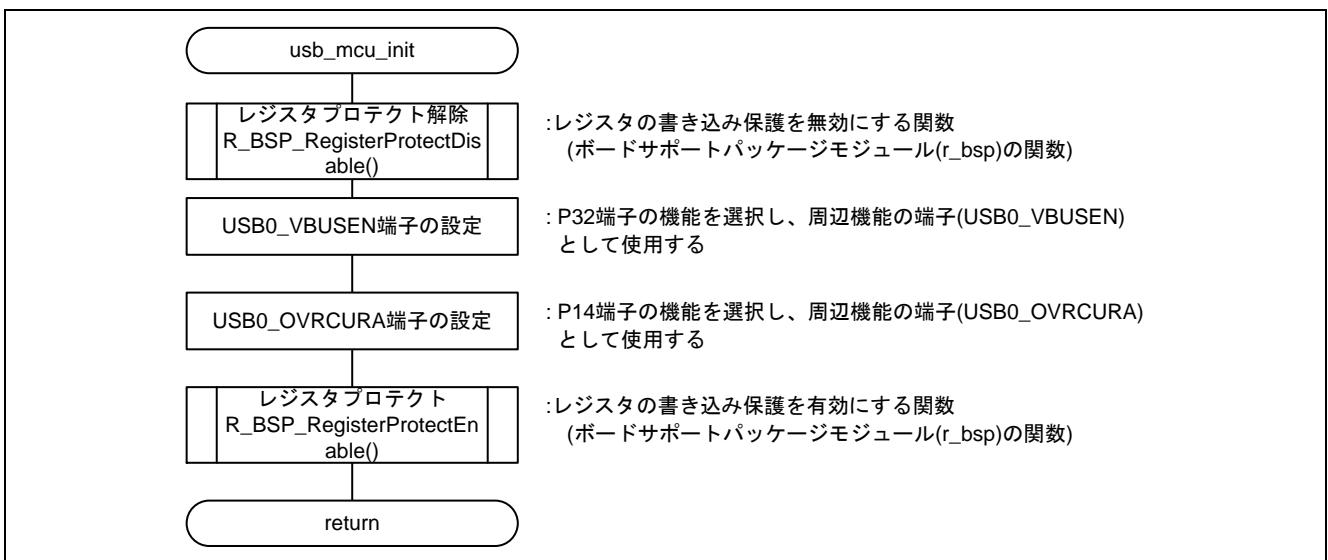 usb_mcu_init
レジスタプロテクト解除
R_BSP_RegisterProtectDis
able()
:レジスタの書き込み保護を無効にする関数
(ボードサポートパッケージモジュール(r_bsp)の関数)
USB0_VBUSEN端子の設定
: P32端子の機能を選択し、周辺機能の端子(USB0_VBUSEN)
として使用する
USB0_OVRCURA端子の設定
: P14端子の機能を選択し、周辺機能の端子(USB0_OVRCURA)
として使用する
レジスタプロテクト
R_BSP_RegisterProtectEn
able()
:レジスタの書き込み保護を有効にする関数
(ボードサポートパッケージモジュール(r_bsp)の関数)
return